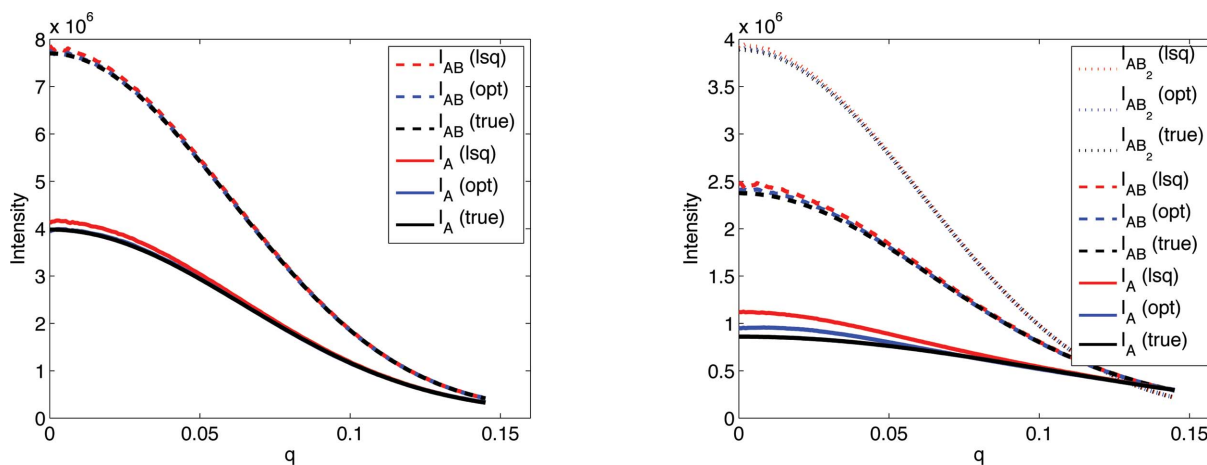 x 10^6
8
7
6
5
4
3
2
1
0
Intensity
0
0.05
0.1
0.15
q
I_AB (lsq)
I_AB (opt)
I_AB (true)
I_A (lsq)
I_A (opt)
I_A (true)
x 10^6
4
3.5
3
2.5
2
1.5
1
0.5
0
Intensity
0
0.05
0.1
0.15
q
I_AB_2 (lsq)
I_AB_2 (opt)
I_AB_2 (true)
I_AB (lsq)
I_AB (opt)
I_AB (true)
I_A (lsq)
I_A (opt)
I_A (true)